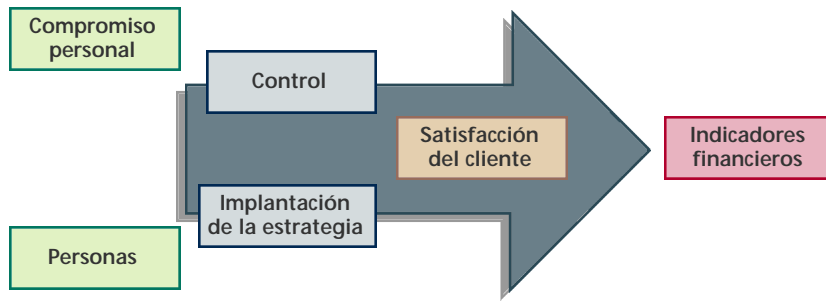 Compromiso
personal
Control
Satisfacción
del cliente
Indicadores
financieros
Implantación
de la estrategia
Personas